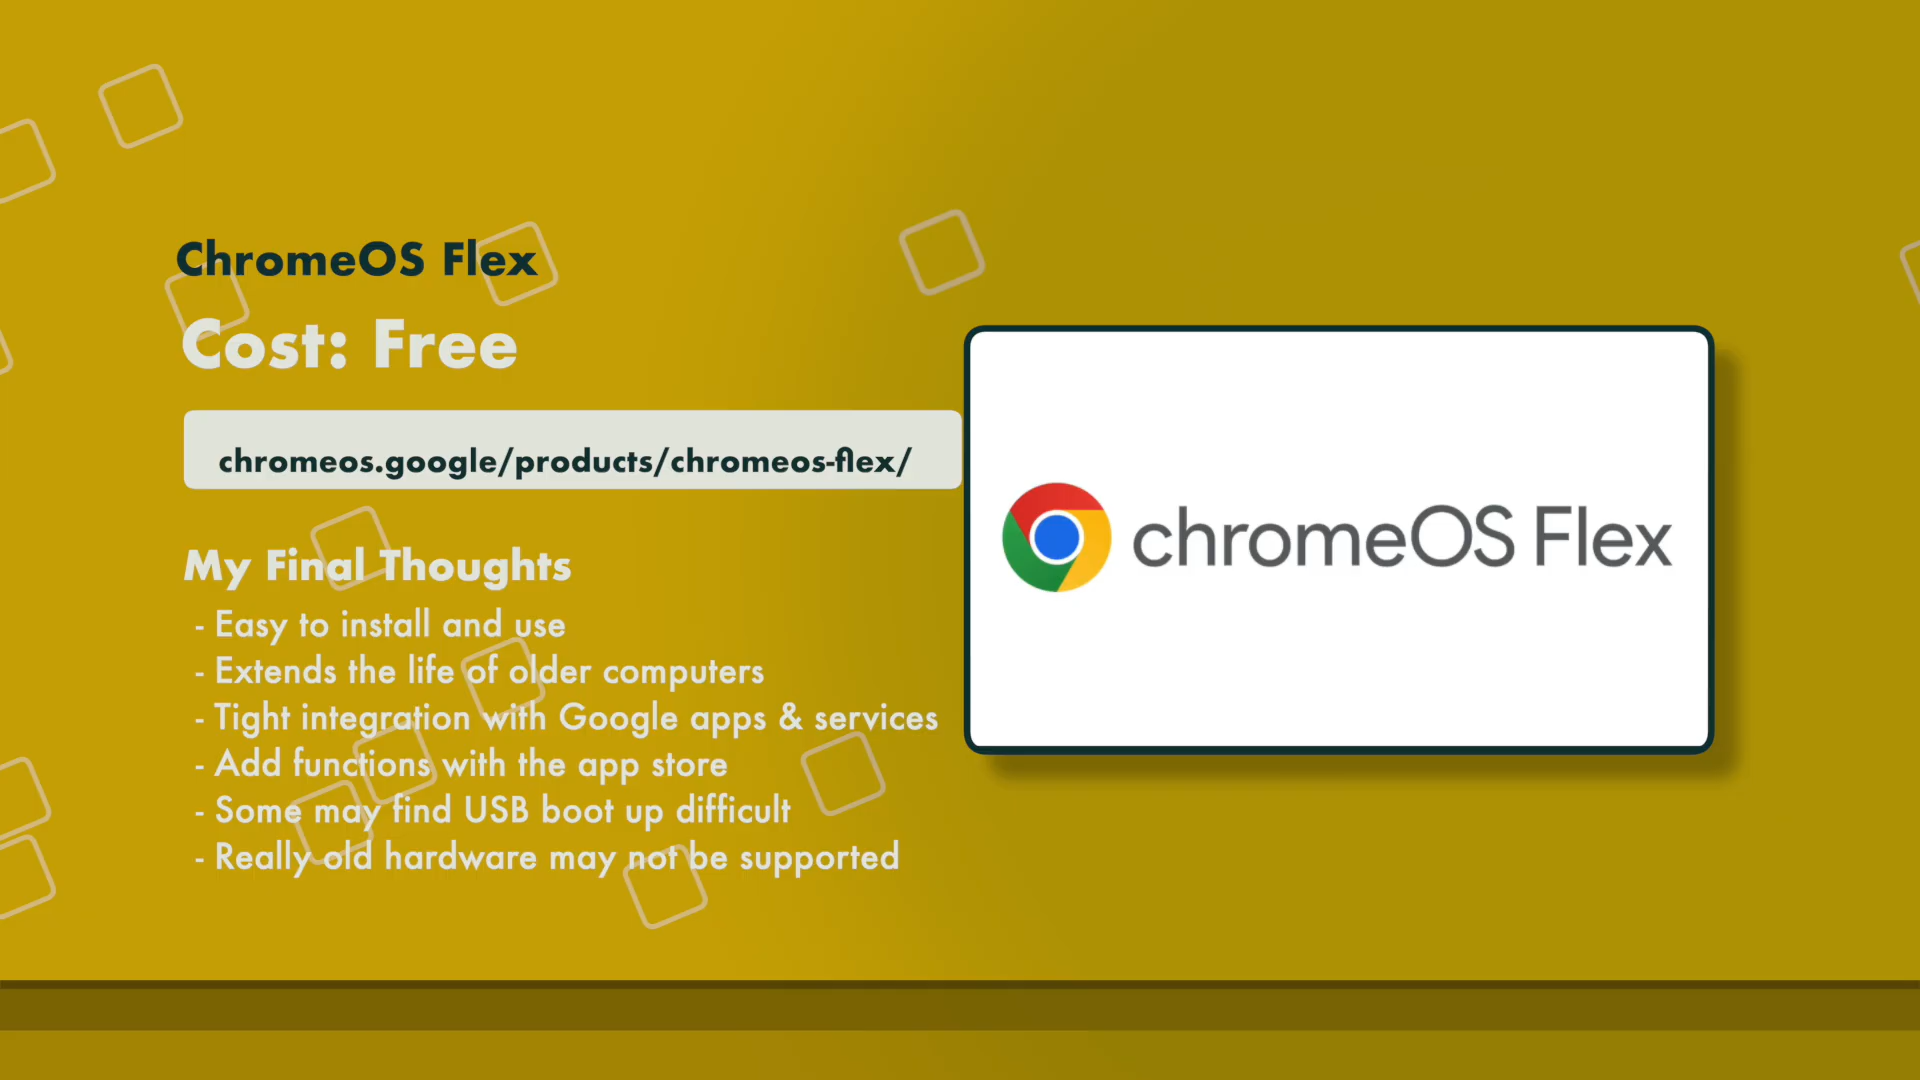 ChromeOS Flex
Cost: Free
chromeos.google/products/chromeos-flex/
My Final Thoughts
- Easy to install and use
- Extends the life of older computers
- Tight integration with Google apps & services
- Add functions with the app store
- Some may find USB boot up difficult
- Really old hardware may not be supported
chromeOS Flex